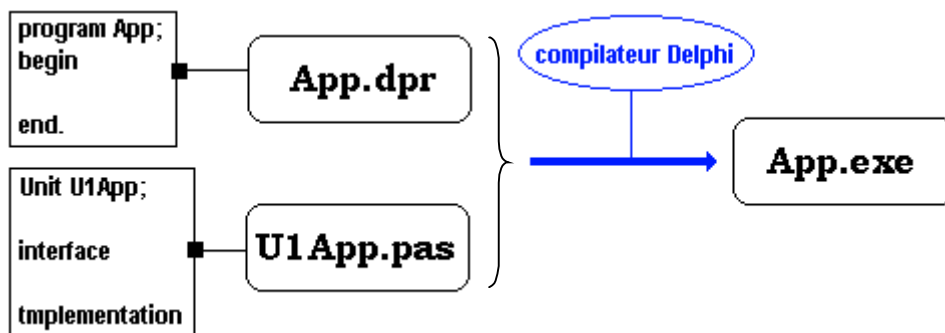 program App;
begin
end.
App.dpr
compilateur Delphi
App.exe
Unit U1App;
interface
tmplementation
U1App.pas